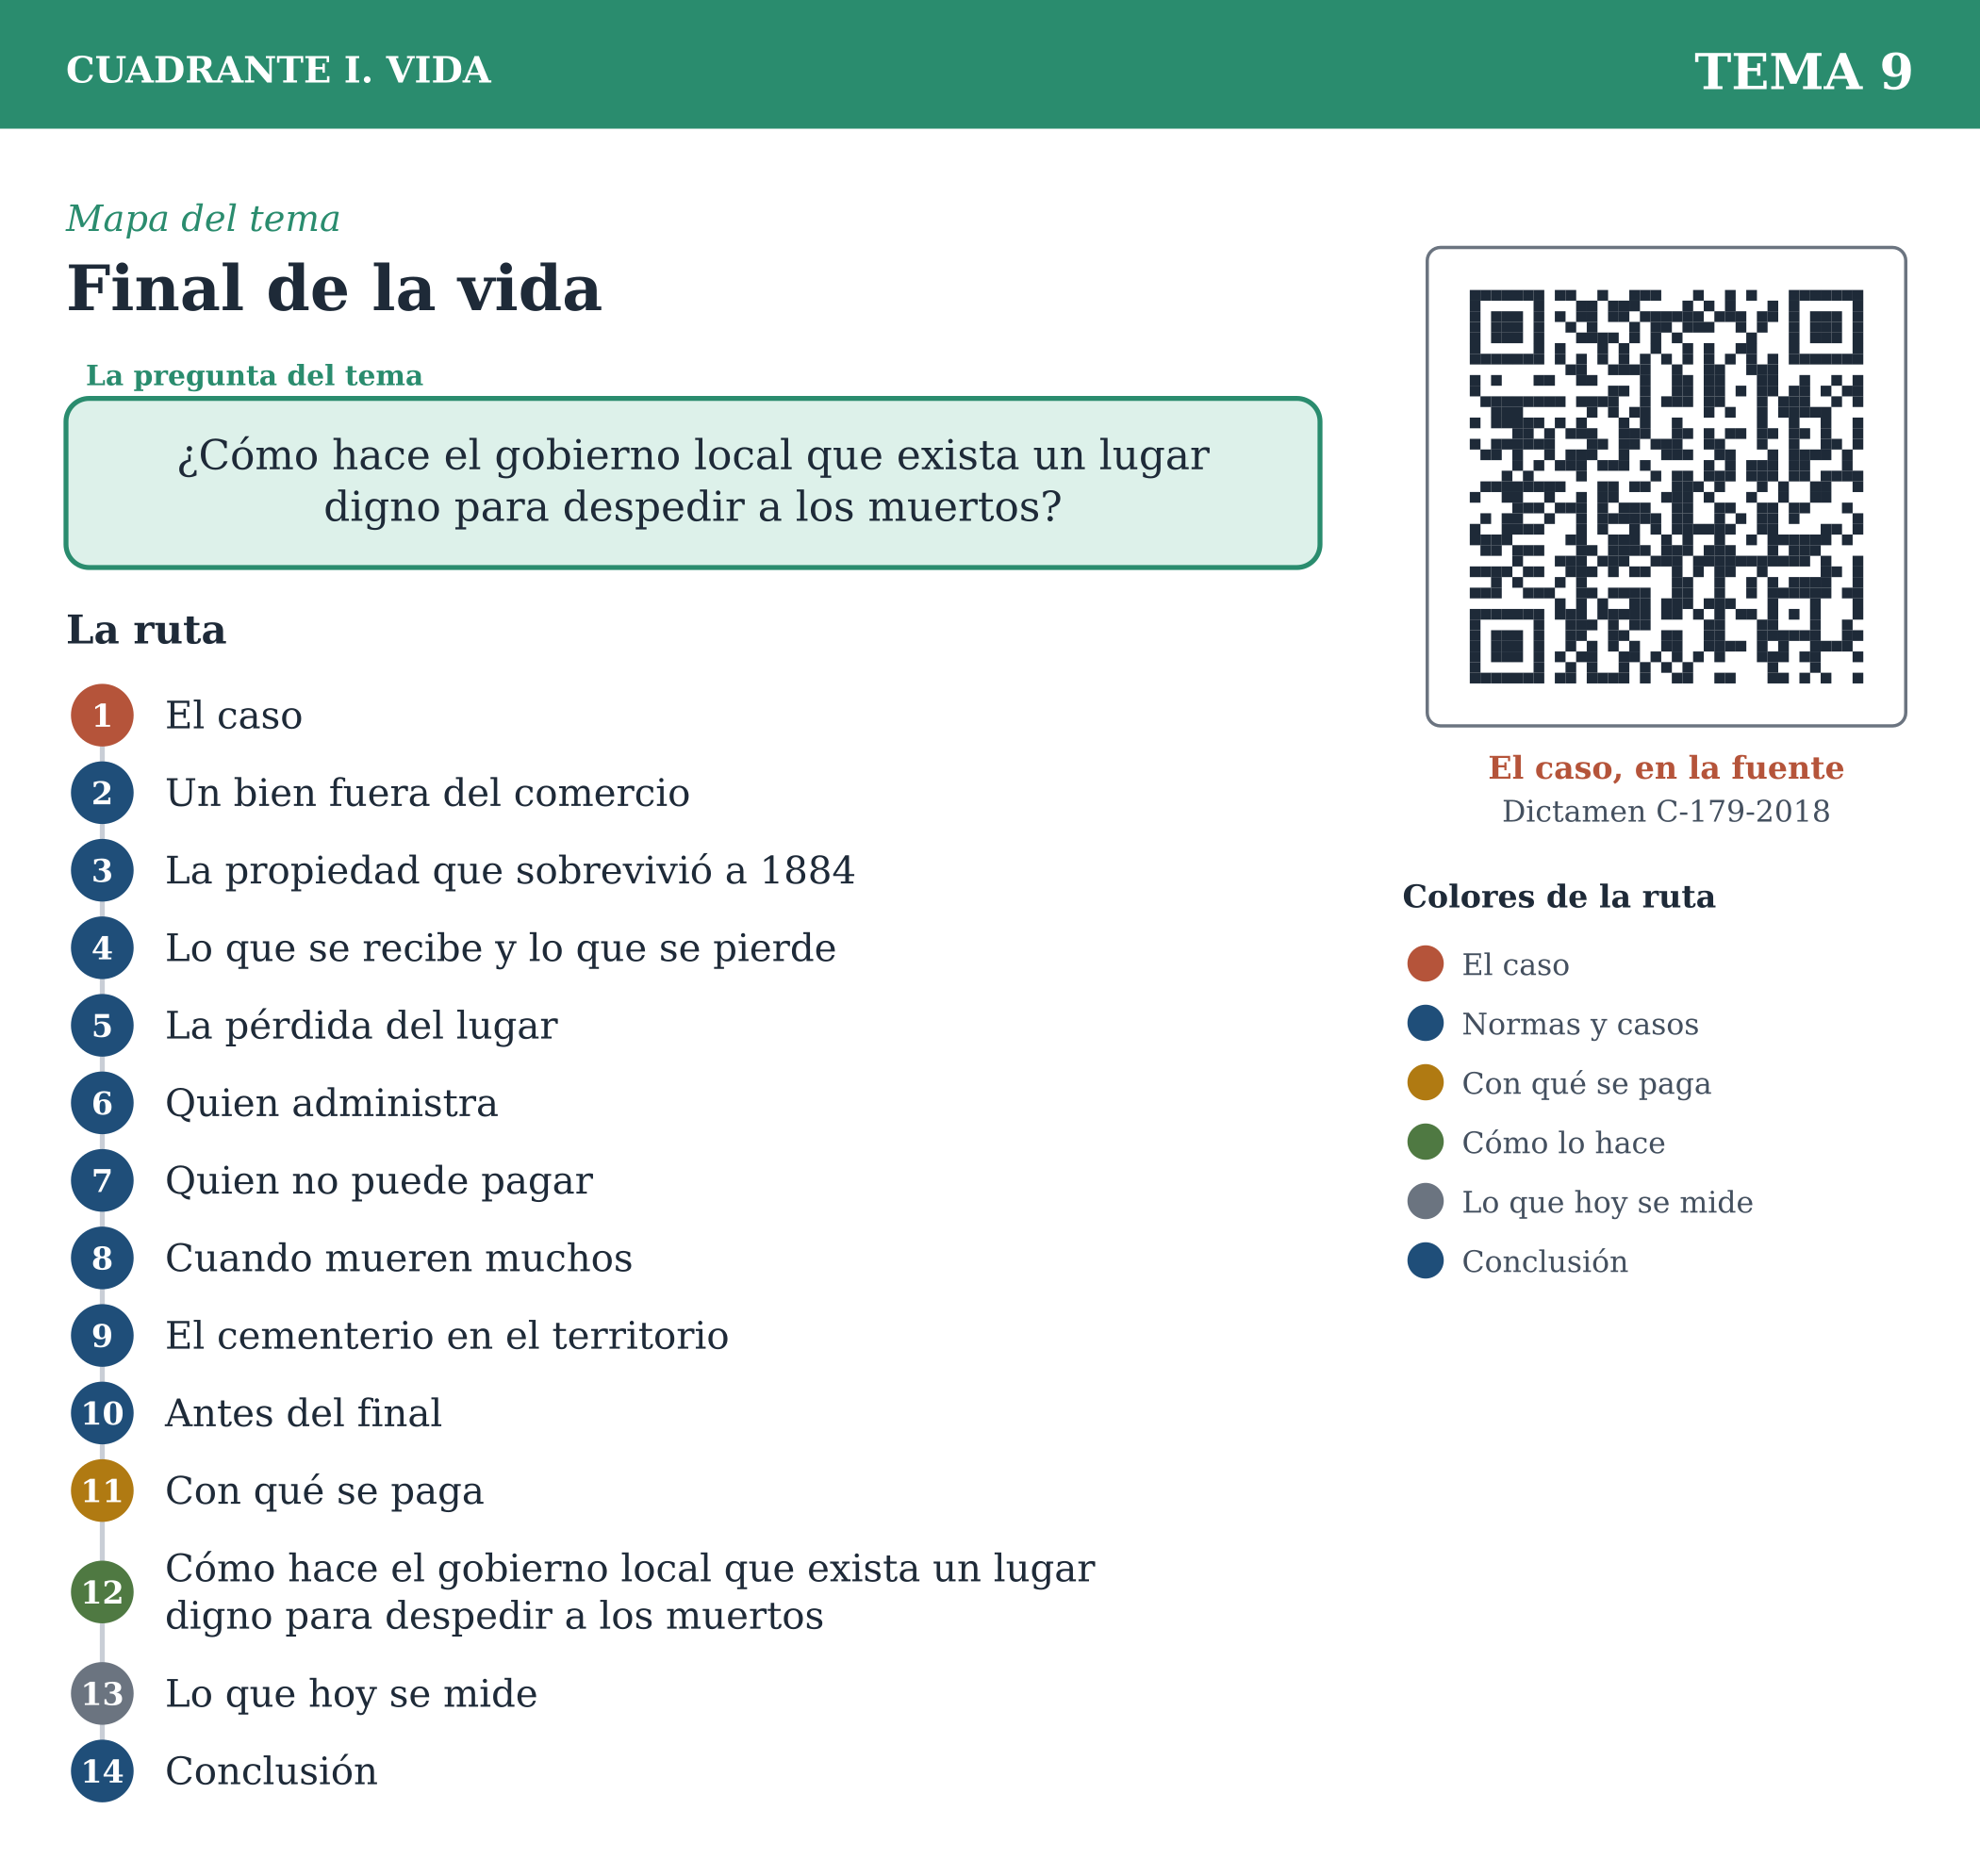 CUADRANTE I. VIDA
TEMA 9
Mapa del tema
Final de la vida
La pregunta del tema
¿Cómo hace el gobierno local que exista un lugar
digno para despedir a los muertos?
La ruta
1 El caso
2 Un bien fuera del comercio
3 La propiedad que sobrevivió a 1884
4 Lo que se recibe y lo que se pierde
5 La pérdida del lugar
6 Quien administra
7 Quien no puede pagar
8 Cuando mueren muchos
9 El cementerio en el territorio
10 Antes del final
11 Con qué se paga
12 Cómo hace el gobierno local que exista un lugar
digno para despedir a los muertos
13 Lo que hoy se mide
14 Conclusión
El caso, en la fuente
Dictamen C-179-2018
Colores de la ruta
El caso
Normas y casos
Con qué se paga
Cómo lo hace
Lo que hoy se mide
Conclusión